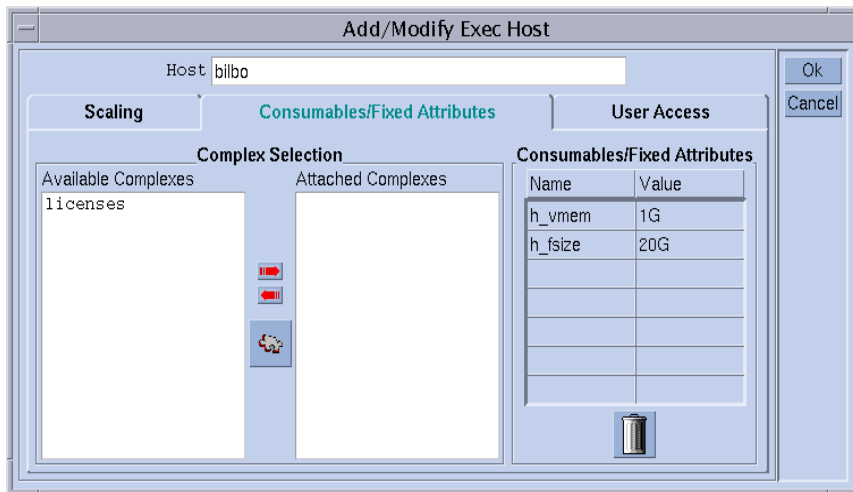 Add/Modify Exec Host
Host bilbo
Ok
Cancel
Scaling
Consumables/Fixed Attributes
User Access
Complex Selection
Available Complexes
Attached Complexes
licenses
Consumables/Fixed Attributes
Name Value
h_vmem 1G
h_fsize 20G